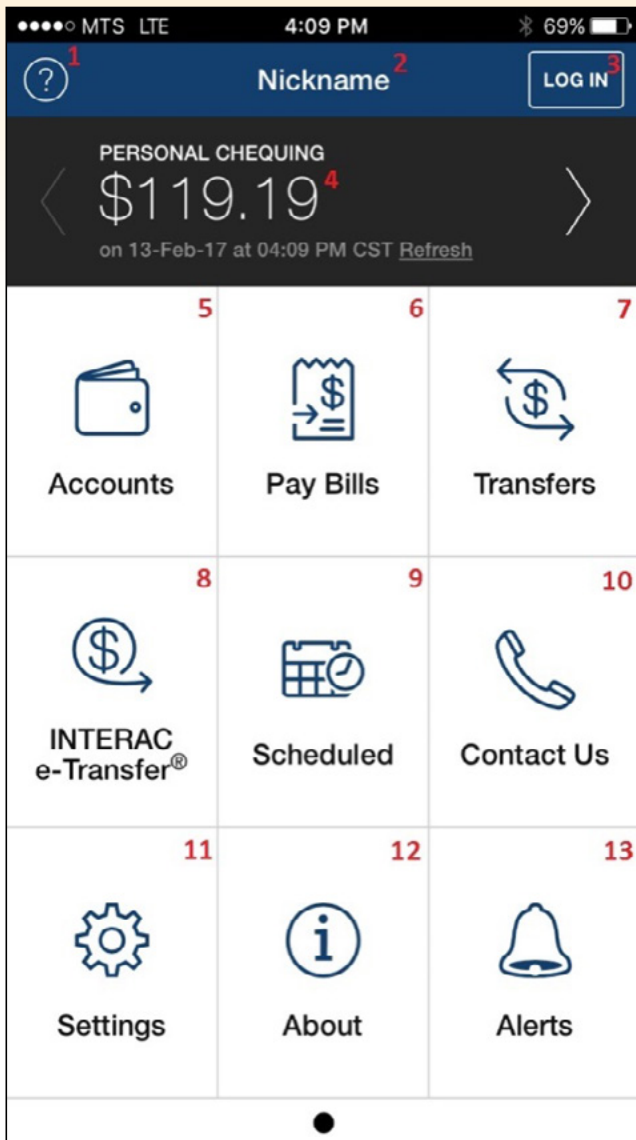 MTS LTE 4:09 PM 69%
? 1 Nickname 2 LOG IN 3
PERSONAL CHEQUING
$119.19 4
on 13-Feb-17 at 04:09 PM CST Refresh
5 6 7
$ $
Accounts Pay Bills Transfers
8 9 10
$
INTERAC
e-Transfer® Scheduled Contact Us
11 12 13
i
Settings About Alerts